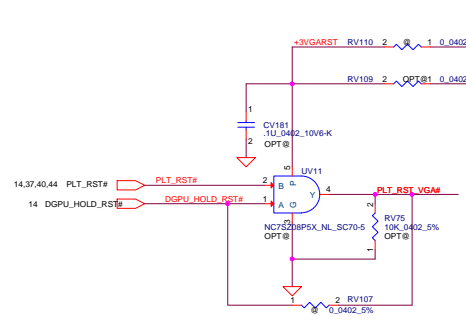 +3VGARST RV110 2 @ 1 0_0402
RV109 2 OPT@1 0_0402
1
CV181
.1U_0402_10V6-K
2
OPT@
5
UV11
14,37,40,44 PLT_RST# PLT_RST# 2 B P
Y 4 PLT_RST_VGA#
14 DGPU_HOLD_RST# DGPU_HOLD_RST# 1 A G
3
NC7SZ08P5X_NL_SC70-5
OPT@
2
RV75
10K_0402_5%
OPT@
1
1 2 RV107
@ 0_0402_5%